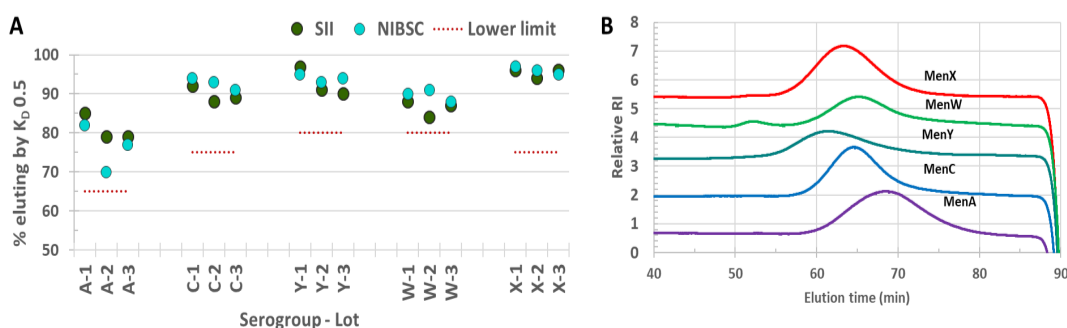 A
SII NIBSC Lower limit
% eluting by KD 0.5
100
90
80
70
60
50
A-1 A-2 A-3 C-1 C-2 C-3 Y-1 Y-2 Y-3 W-1 W-2 W-3 X-1 X-2 X-3
Serogroup - Lot
B
Relative RI
8
7
6
5
4
3
2
1
0
MenX
MenW
MenY
MenC
MenA
40 50 60 70 80 90
Elution time (min)